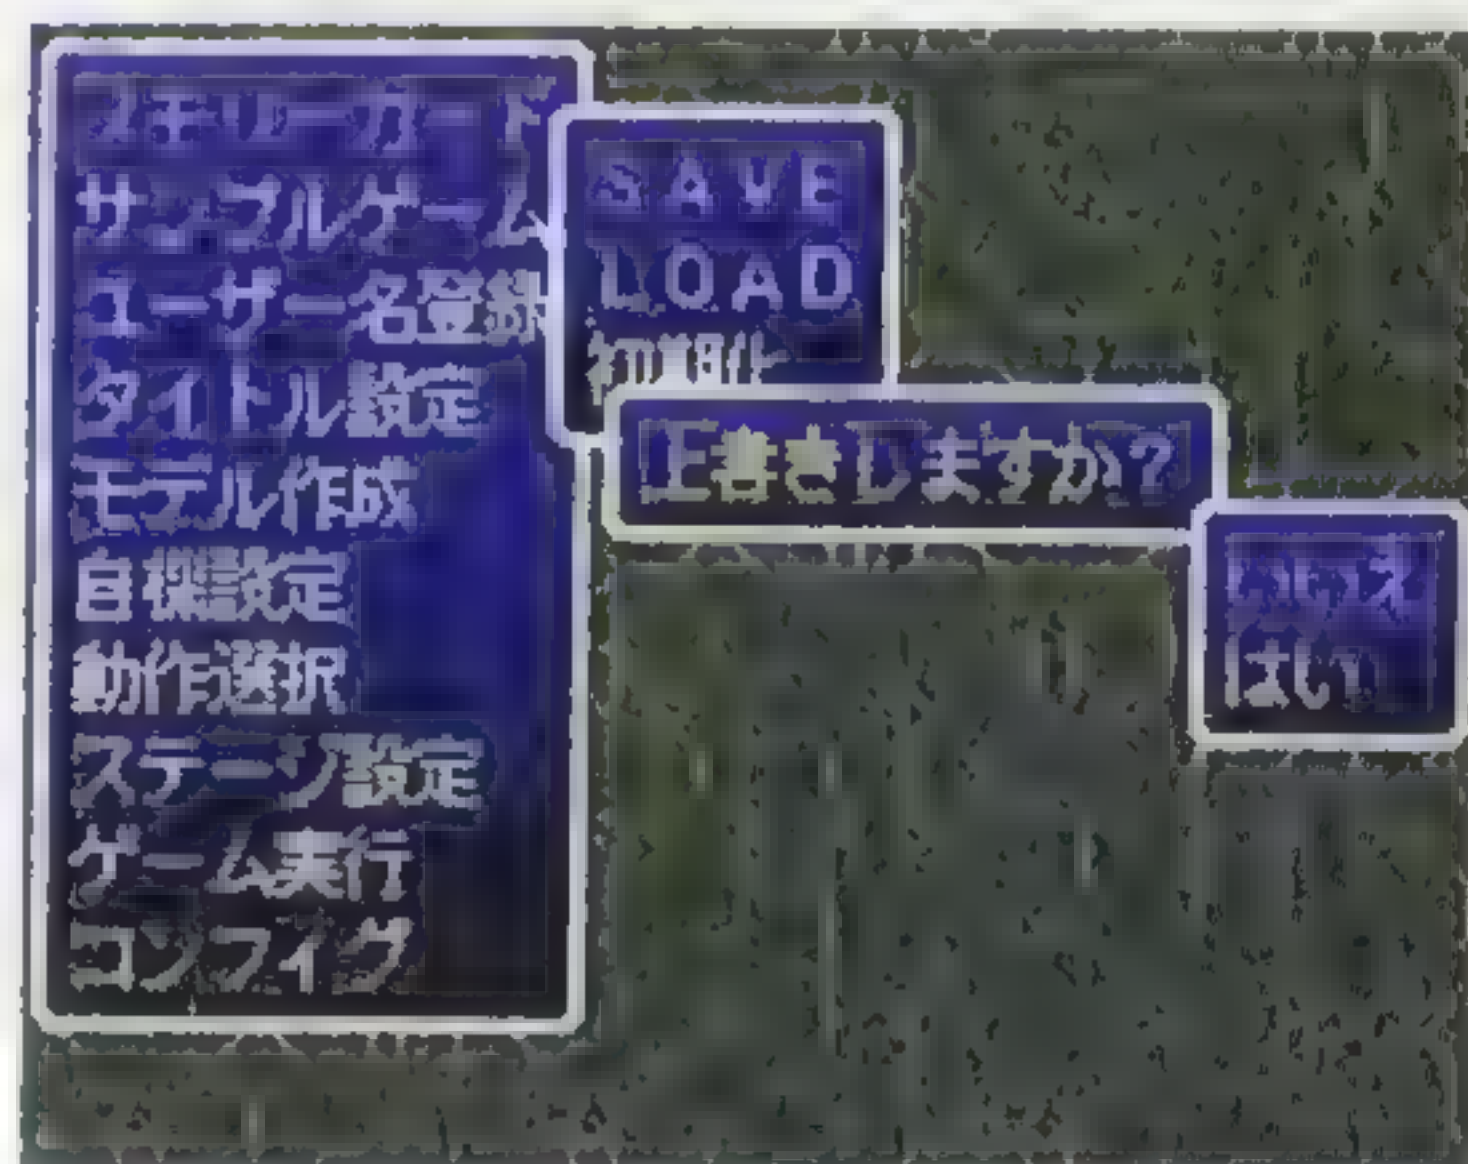 メモリーカード
サンプルゲーム
ユーザー名登録
タイトル設定
モデル作成
自機設定
動作選択
ステージ設定
ゲーム実行
コンフィグ
SAVE
LOAD
初期化
上書きしますか?
いいえ
はい